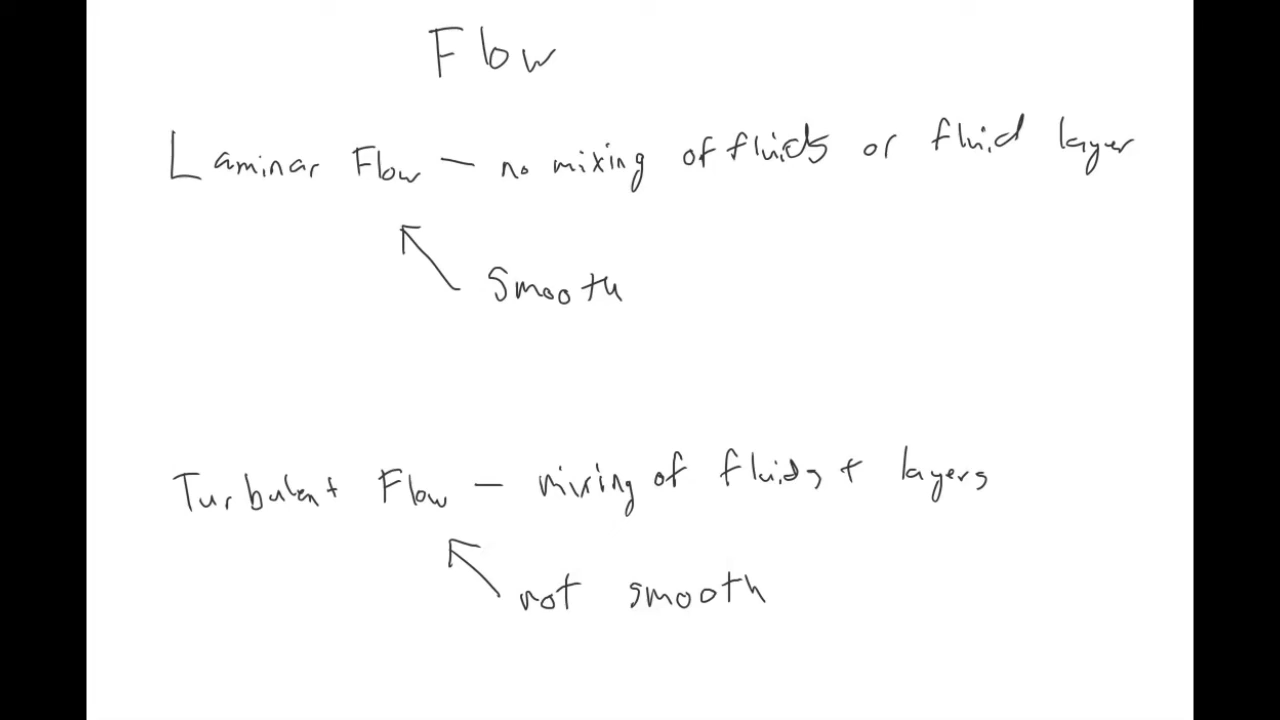 Flow
Laminar Flow — no mixing of fluids or fluid layer
Smooth
Turbulent Flow — mixing of fluids + layers
not smooth